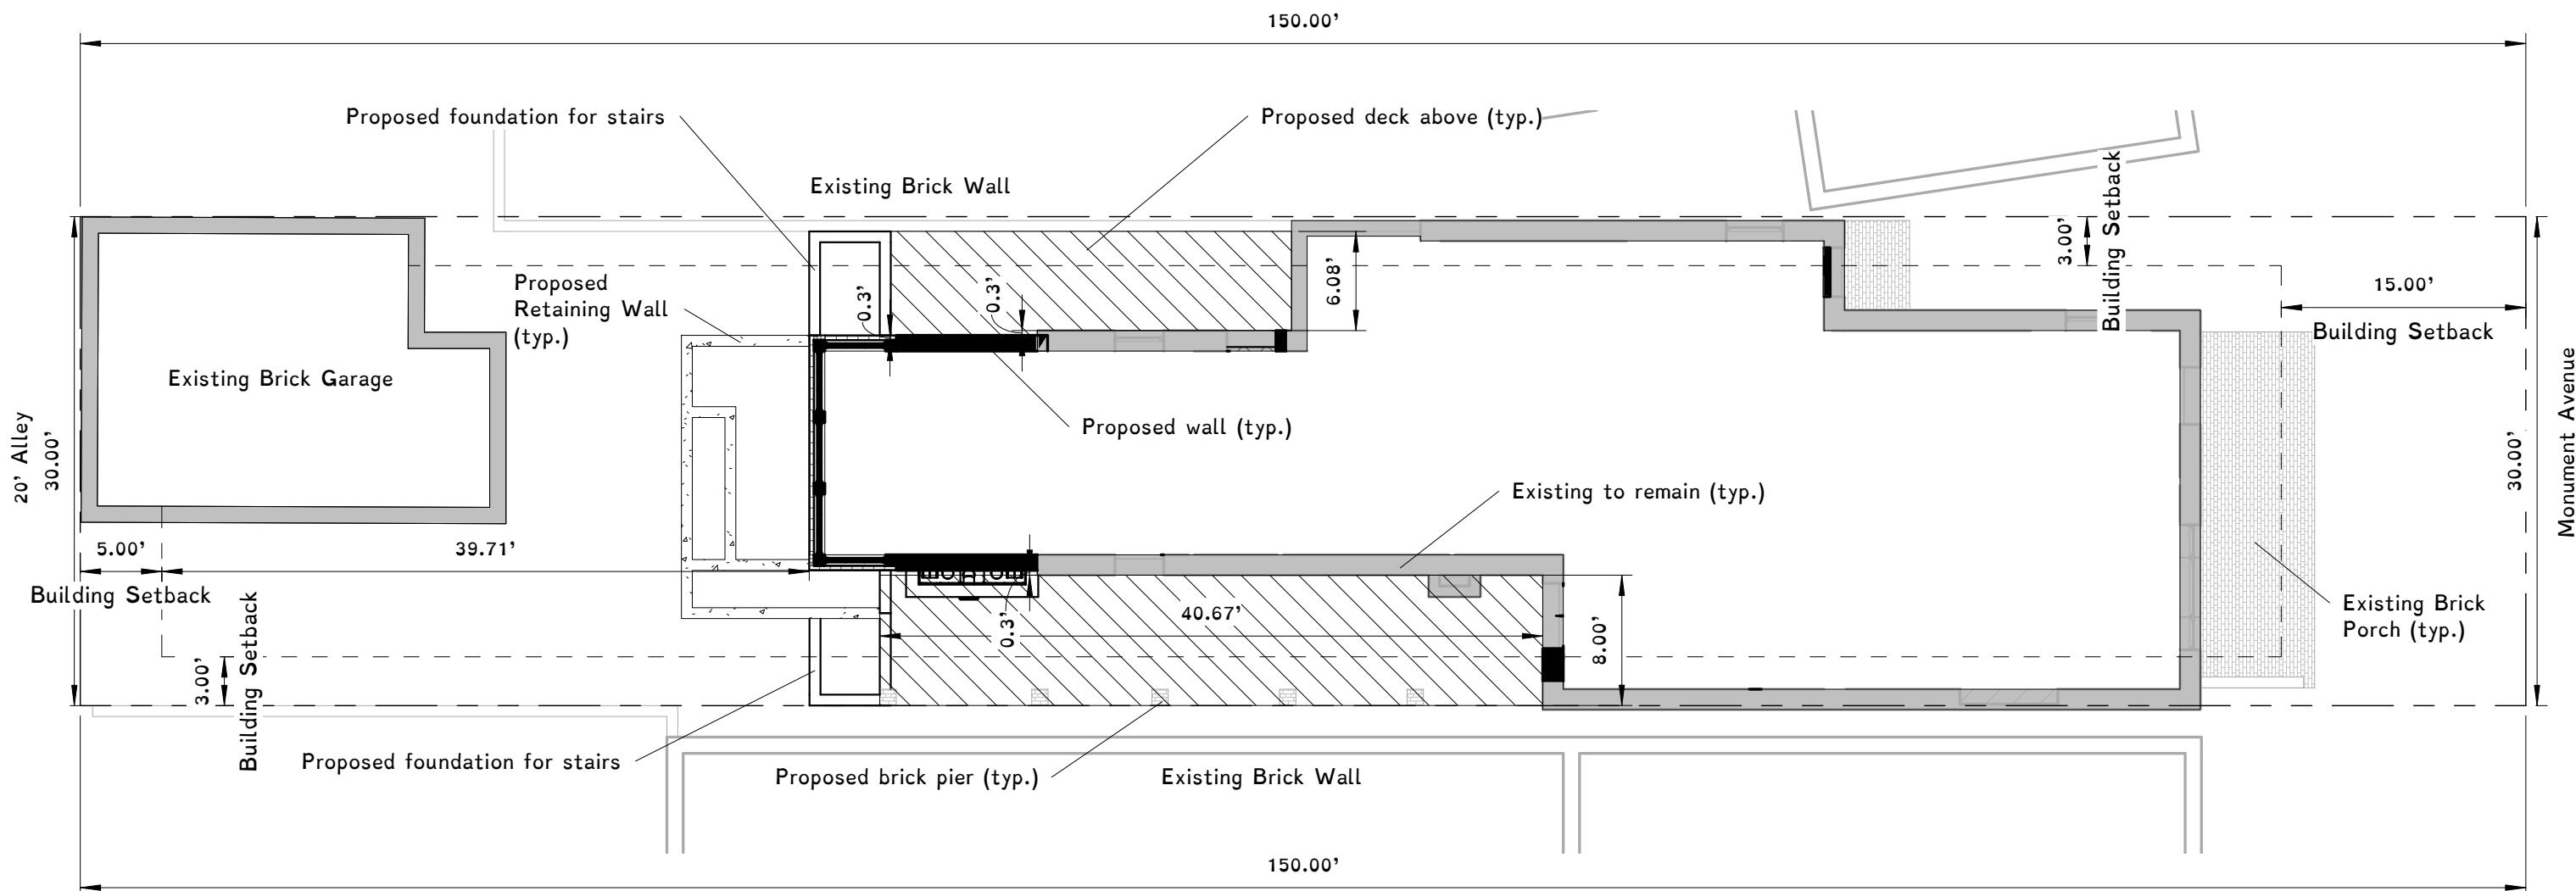 150.00'
Proposed foundation for stairs
Proposed deck above (typ.)
Existing Brick Wall
Building Setback
3.00'
15.00'
Building Setback
Proposed
Retaining Wall
(typ.)
0.3'
0.3'
6.08'
Existing Brick Garage
Proposed wall (typ.)
Monument Avenue
30.00'
20' Alley
30.00'
Existing to remain (typ.)
5.00'
39.71'
Building Setback
3.00'
Building Setback
0.3'
40.67'
8.00'
Existing Brick
Porch (typ.)
Proposed foundation for stairs
Proposed brick pier (typ.)
Existing Brick Wall
150.00'